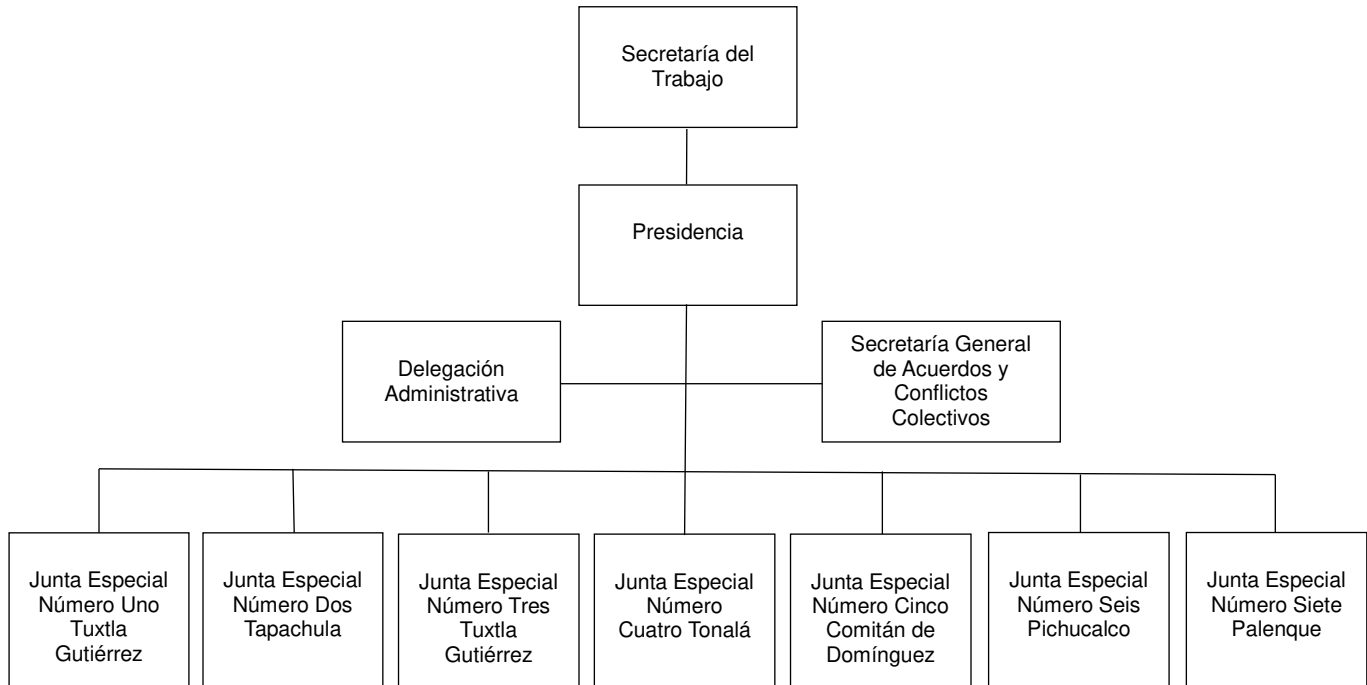 Secretaría del
Trabajo
Presidencia
Delegación
Administrativa
Secretaría General
de Acuerdos y
Conflictos
Colectivos
Junta Especial
Número Uno
Tuxtla
Gutiérrez
Junta Especial
Número Dos
Tapachula
Junta Especial
Número Tres
Tuxtla
Gutiérrez
Junta Especial
Número
Cuatro Tonalá
Junta Especial
Número Cinco
Comitán de
Domínguez
Junta Especial
Número Seis
Pichucalco
Junta Especial
Número Siete
Palenque